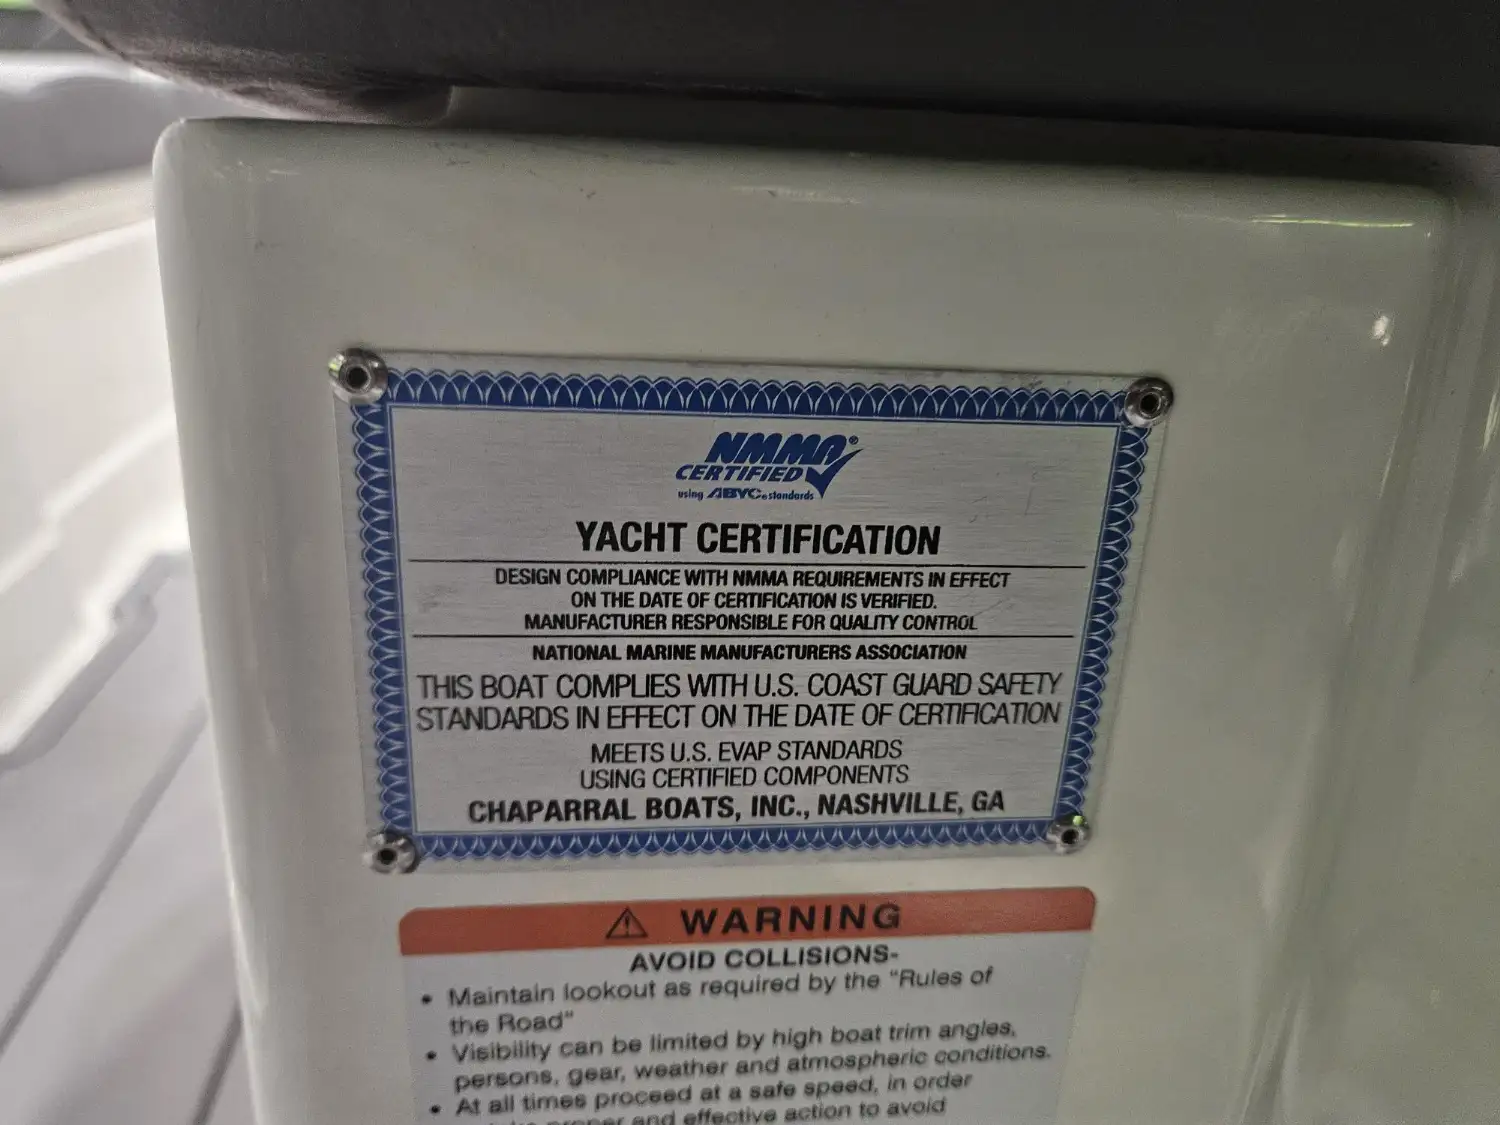 NMMA®
CERTIFIED
using ABYC® standards
YACHT CERTIFICATION
DESIGN COMPLIANCE WITH NMMA REQUIREMENTS IN EFFECT
ON THE DATE OF CERTIFICATION IS VERIFIED.
MANUFACTURER RESPONSIBLE FOR QUALITY CONTROL
NATIONAL MARINE MANUFACTURERS ASSOCIATION
THIS BOAT COMPLIES WITH U.S. COAST GUARD SAFETY
STANDARDS IN EFFECT ON THE DATE OF CERTIFICATION
MEETS U.S. EVAP STANDARDS
USING CERTIFIED COMPONENTS
CHAPARRAL BOATS, INC., NASHVILLE, GA
WARNING
AVOID COLLISIONS-
• Maintain lookout as required by the "Rules of
the Road"
• Visibility can be limited by high boat trim angles,
persons, gear, weather and atmospheric conditions.
• At all times proceed at a safe speed, in order
proper and effective action to avoid